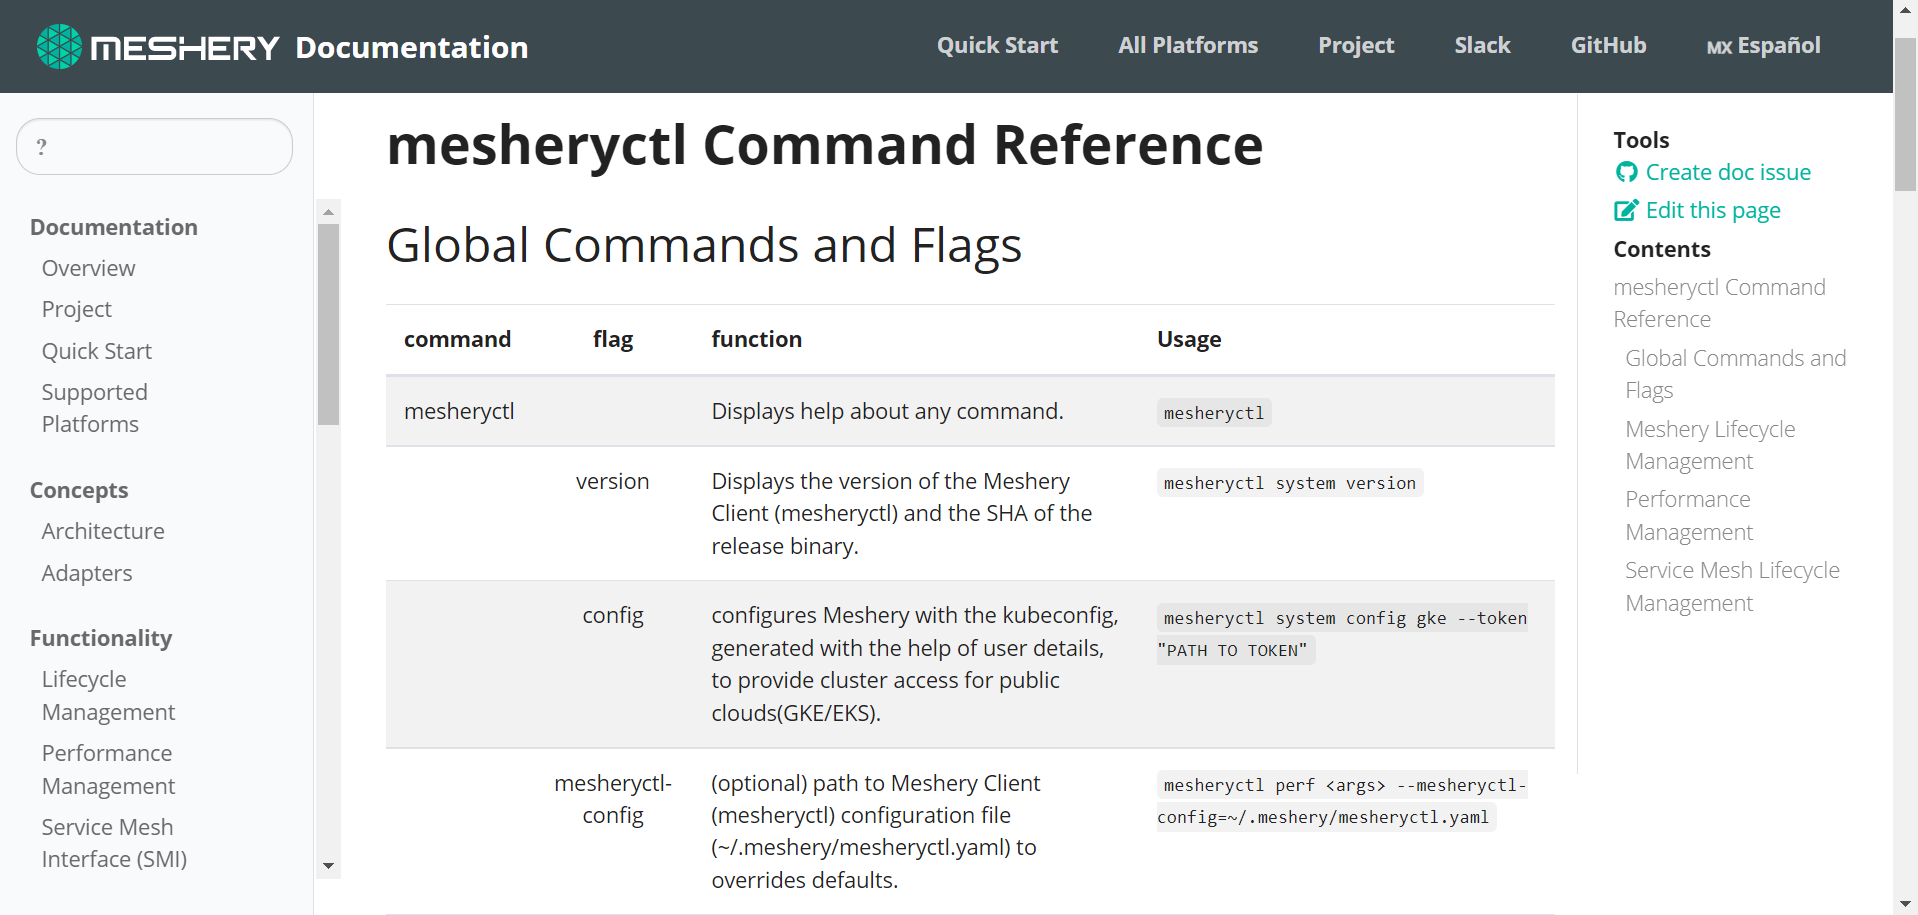 MESHERY Documentation
Quick Start
All Platforms
Project
Slack
GitHub
MX Español
?
Documentation
Overview
Project
Quick Start
Supported
Platforms
Concepts
Architecture
Adapters
Functionality
Lifecycle
Management
Performance
Management
Service Mesh
Interface (SMI)
mesheryctl Command Reference
Global Commands and Flags
command flag function Usage
mesheryctl Displays help about any command. mesheryctl
version Displays the version of the Meshery mesheryctl system version
Client (mesheryctl) and the SHA of the
release binary.
config configures Meshery with the kubeconfig, mesheryctl system config gke --token
generated with the help of user details, "PATH TO TOKEN"
to provide cluster access for public
clouds(GKE/EKS).
mesheryctl- (optional) path to Meshery Client mesheryctl perf <args> --mesheryctl-
config (mesheryctl) configuration file config=~/.meshery/mesheryctl.yaml
(~/.meshery/mesheryctl.yaml) to
overrides defaults.
Tools
Create doc issue
Edit this page
Contents
mesheryctl Command
Reference
Global Commands and
Flags
Meshery Lifecycle
Management
Performance
Management
Service Mesh Lifecycle
Management